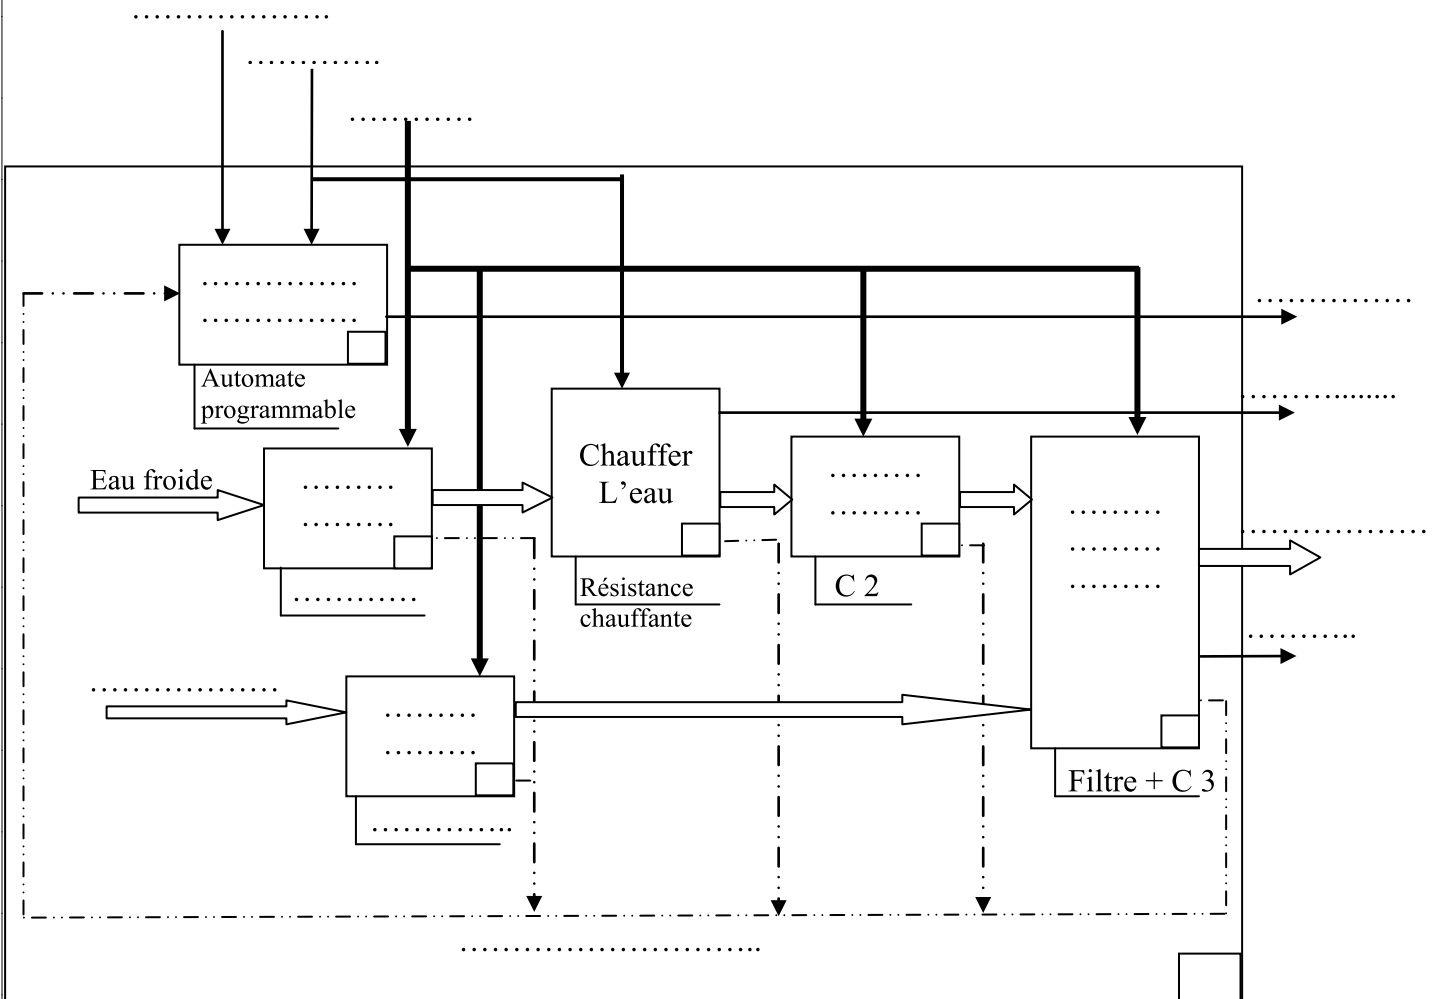 Automate
programmable
Eau froide
Chauffer
L'eau
Résistance
chauffante
C 2
Filtre + C 3